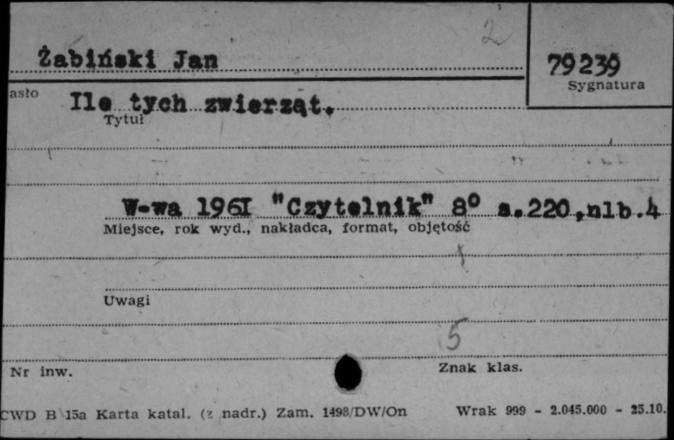 2
Żabiński Jan
79239
Sygnatura
asło
Ile tych zwierząt.
Tytuł
W-wa 1961 "Czytelnik" 8° s.220,nlb.4
Miejsce, rok wyd., nakładca, format, objętość
Uwagi
5
Nr inw.
Znak klas.
CWD B 15a Karta katal. (z nadr.) Zam. 1498/DW/On
Wrak 999 - 2.045.000 - 25.10.